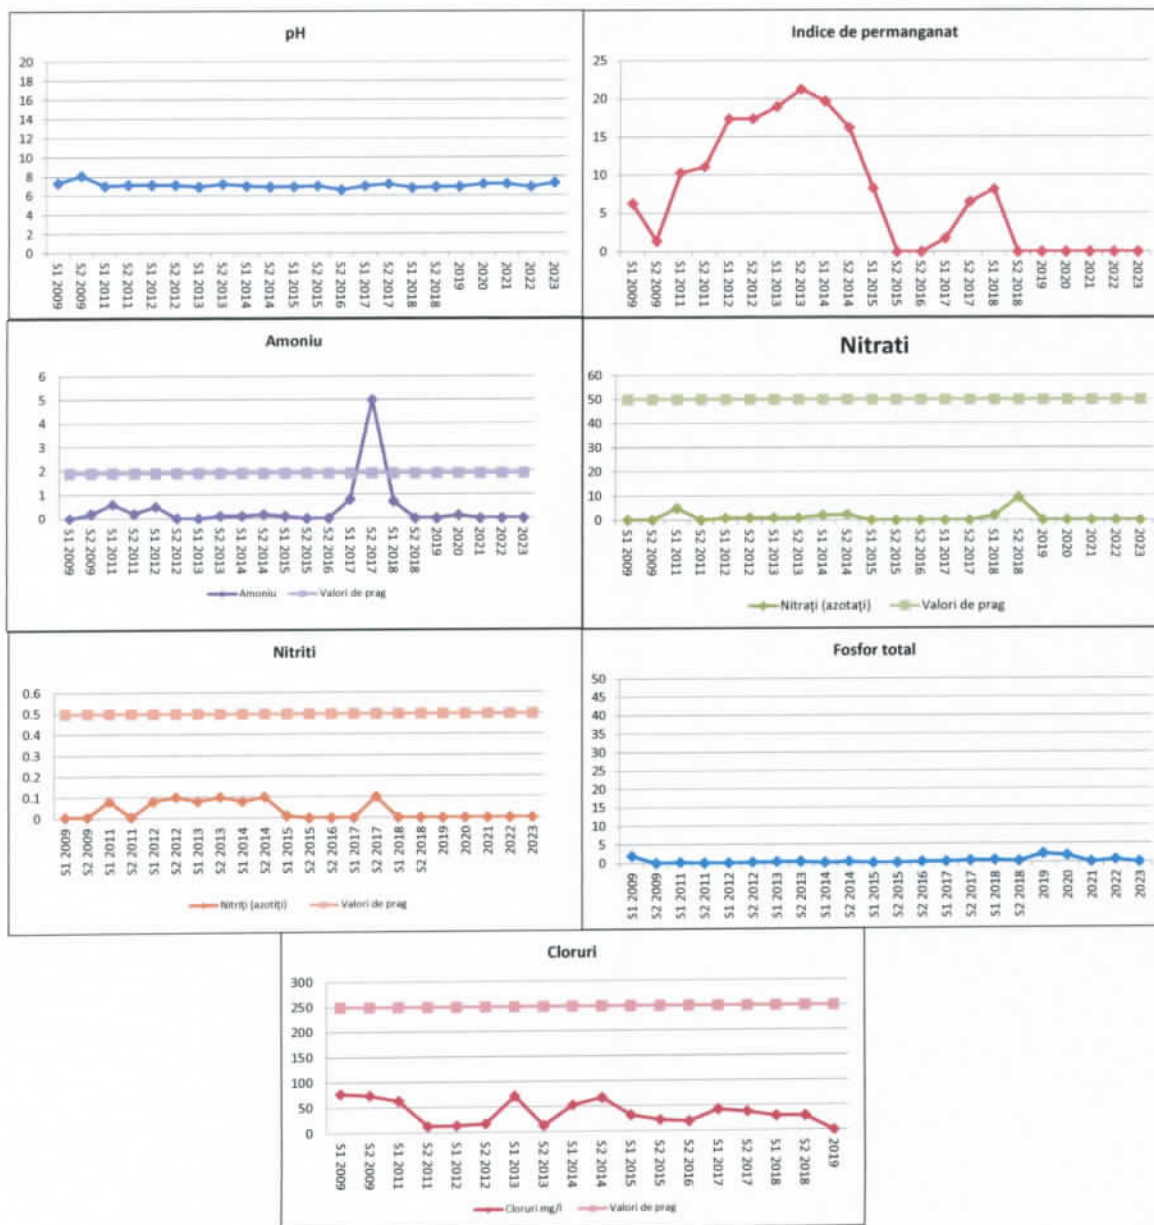 pH
20
18
16
14
12
10
8
6
4
2
0
S1 2009
S2 2009
S1 2011
S2 2011
S1 2012
S2 2012
S1 2013
S2 2013
S1 2014
S2 2014
S1 2015
S2 2015
S2 2016
S1 2017
S2 2017
S1 2018
S2 2018
2019
2020
2021
2022
2023
Indice de permanganat
25
20
15
10
5
0
S1 2009
S2 2009
S1 2011
S2 2011
S1 2012
S2 2012
S1 2013
S2 2013
S1 2014
S2 2014
S1 2015
S2 2015
S2 2016
S1 2017
S2 2017
S1 2018
S2 2018
2019
2020
2021
2022
2023
Amoniu
6
5
4
3
2
1
0
S1 2009
S2 2009
S1 2011
S2 2011
S1 2012
S2 2012
S1 2013
S2 2013
S1 2014
S2 2014
S1 2015
S2 2015
S2 2016
S1 2017
S2 2017
S1 2018
S2 2018
2019
2020
2021
2022
2023
Amoniu
Valori de prag
Nitrati
60
50
40
30
20
10
0
S1 2009
S2 2009
S1 2011
S2 2011
S1 2012
S2 2012
S1 2013
S2 2013
S1 2014
S2 2014
S1 2015
S2 2015
S2 2016
S1 2017
S2 2017
S1 2018
S2 2018
2019
2020
2021
2022
2023
Nitrați (azotați)
Valori de prag
Nitriti
0.6
0.5
0.4
0.3
0.2
0.1
0
S1 2009
S2 2009
S1 2011
S2 2011
S1 2012
S2 2012
S1 2013
S2 2013
S1 2014
S2 2014
S1 2015
S2 2015
S2 2016
S1 2017
S2 2017
S1 2018
S2 2018
2019
2020
2021
2022
2023
Nitriți (azotiți)
Valori de prag
Fosfor total
50
45
40
35
30
25
20
15
10
5
0
S1 2009
S2 2009
S1 2011
S2 2011
S1 2012
S2 2012
S1 2013
S2 2013
S1 2014
S2 2014
S1 2015
S2 2015
S2 2016
S1 2017
S2 2017
S1 2018
S2 2018
2019
2020
2021
2022
2023
Cloruri
300
250
200
150
100
50
0
S1 2009
S2 2009
S1 2011
S2 2011
S1 2012
S2 2012
S1 2013
S2 2013
S1 2014
S2 2014
S1 2015
S2 2015
S2 2016
S1 2017
S2 2017
S1 2018
S2 2018
2019
Cloruri mg/l
Valori de prag